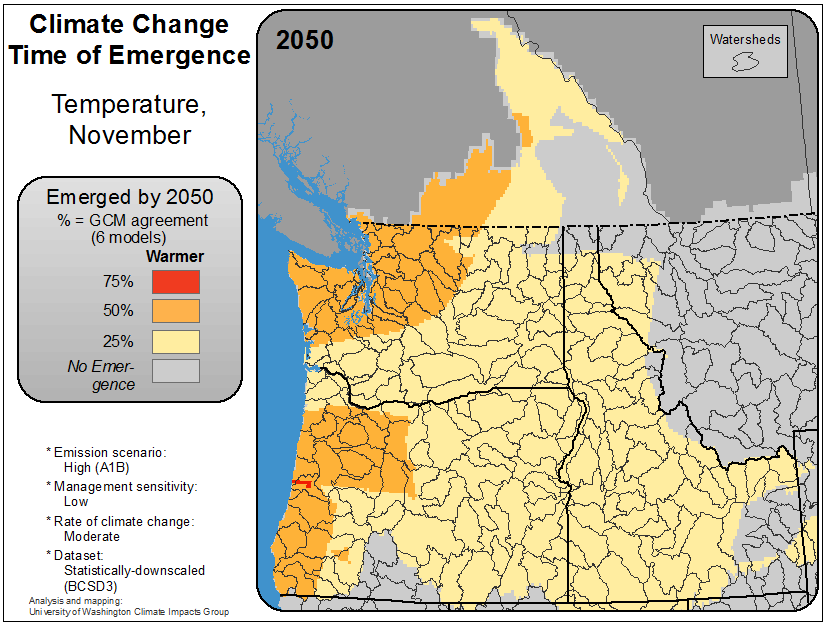 Climate Change
Time of Emergence
Temperature,
November
Emerged by 2050
% = GCM agreement
(6 models)
Warmer
75%
50%
25%
No Emer-
gence
* Emission scenario:
High (A1B)
* Management sensitivity:
Low
* Rate of climate change:
Moderate
* Dataset:
Statistically-downscaled
(BCSD3)
Analysis and mapping:
University of Washington Climate Impacts Group
2050
Watersheds